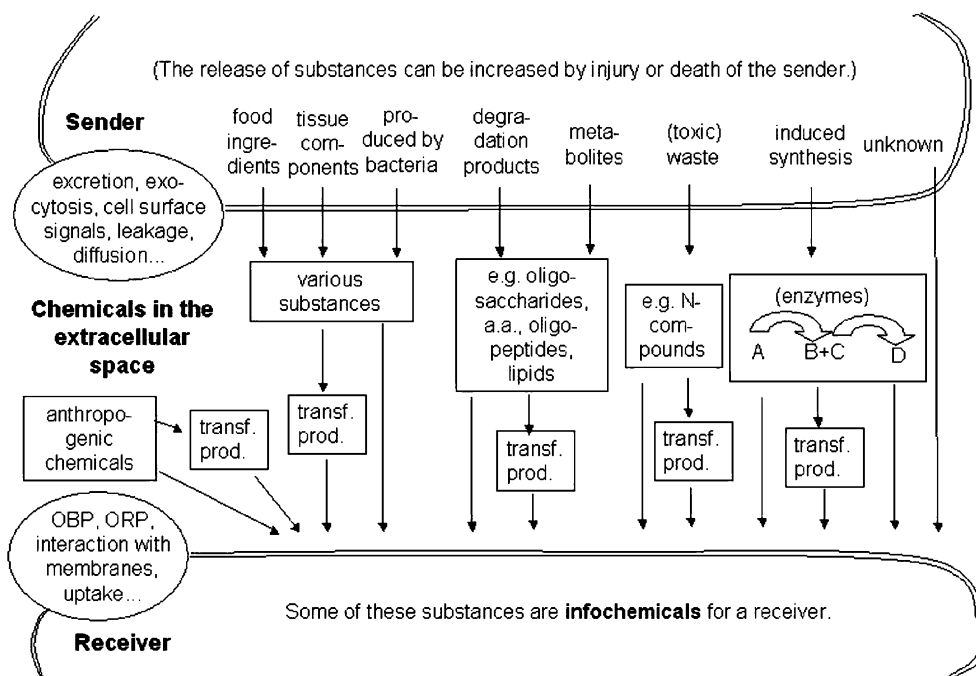 (The release of substances can be increased by injury or death of the sender.)
Sender
food
ingre-
dients
tissue
com-
ponents
pro-
duced by
bacteria
degra-
dation
products
meta-
bolites
(toxic)
waste
induced
synthesis
unknown
excretion, exo-
cytosis, cell surface
signals, leakage,
diffusion...
various
substances
e.g. oligo-
saccharides,
a.a., oligo-
peptides,
lipids
e.g. N-
com-
pounds
(enzymes)
A
B+C
D
Chemicals in the
extracellular
space
anthropo-
genic
chemicals
transf.
prod.
transf.
prod.
transf.
prod.
transf.
prod.
transf.
prod.
OBP, ORP,
interaction with
membranes,
uptake...
Some of these substances are infochemicals for a receiver.
Receiver